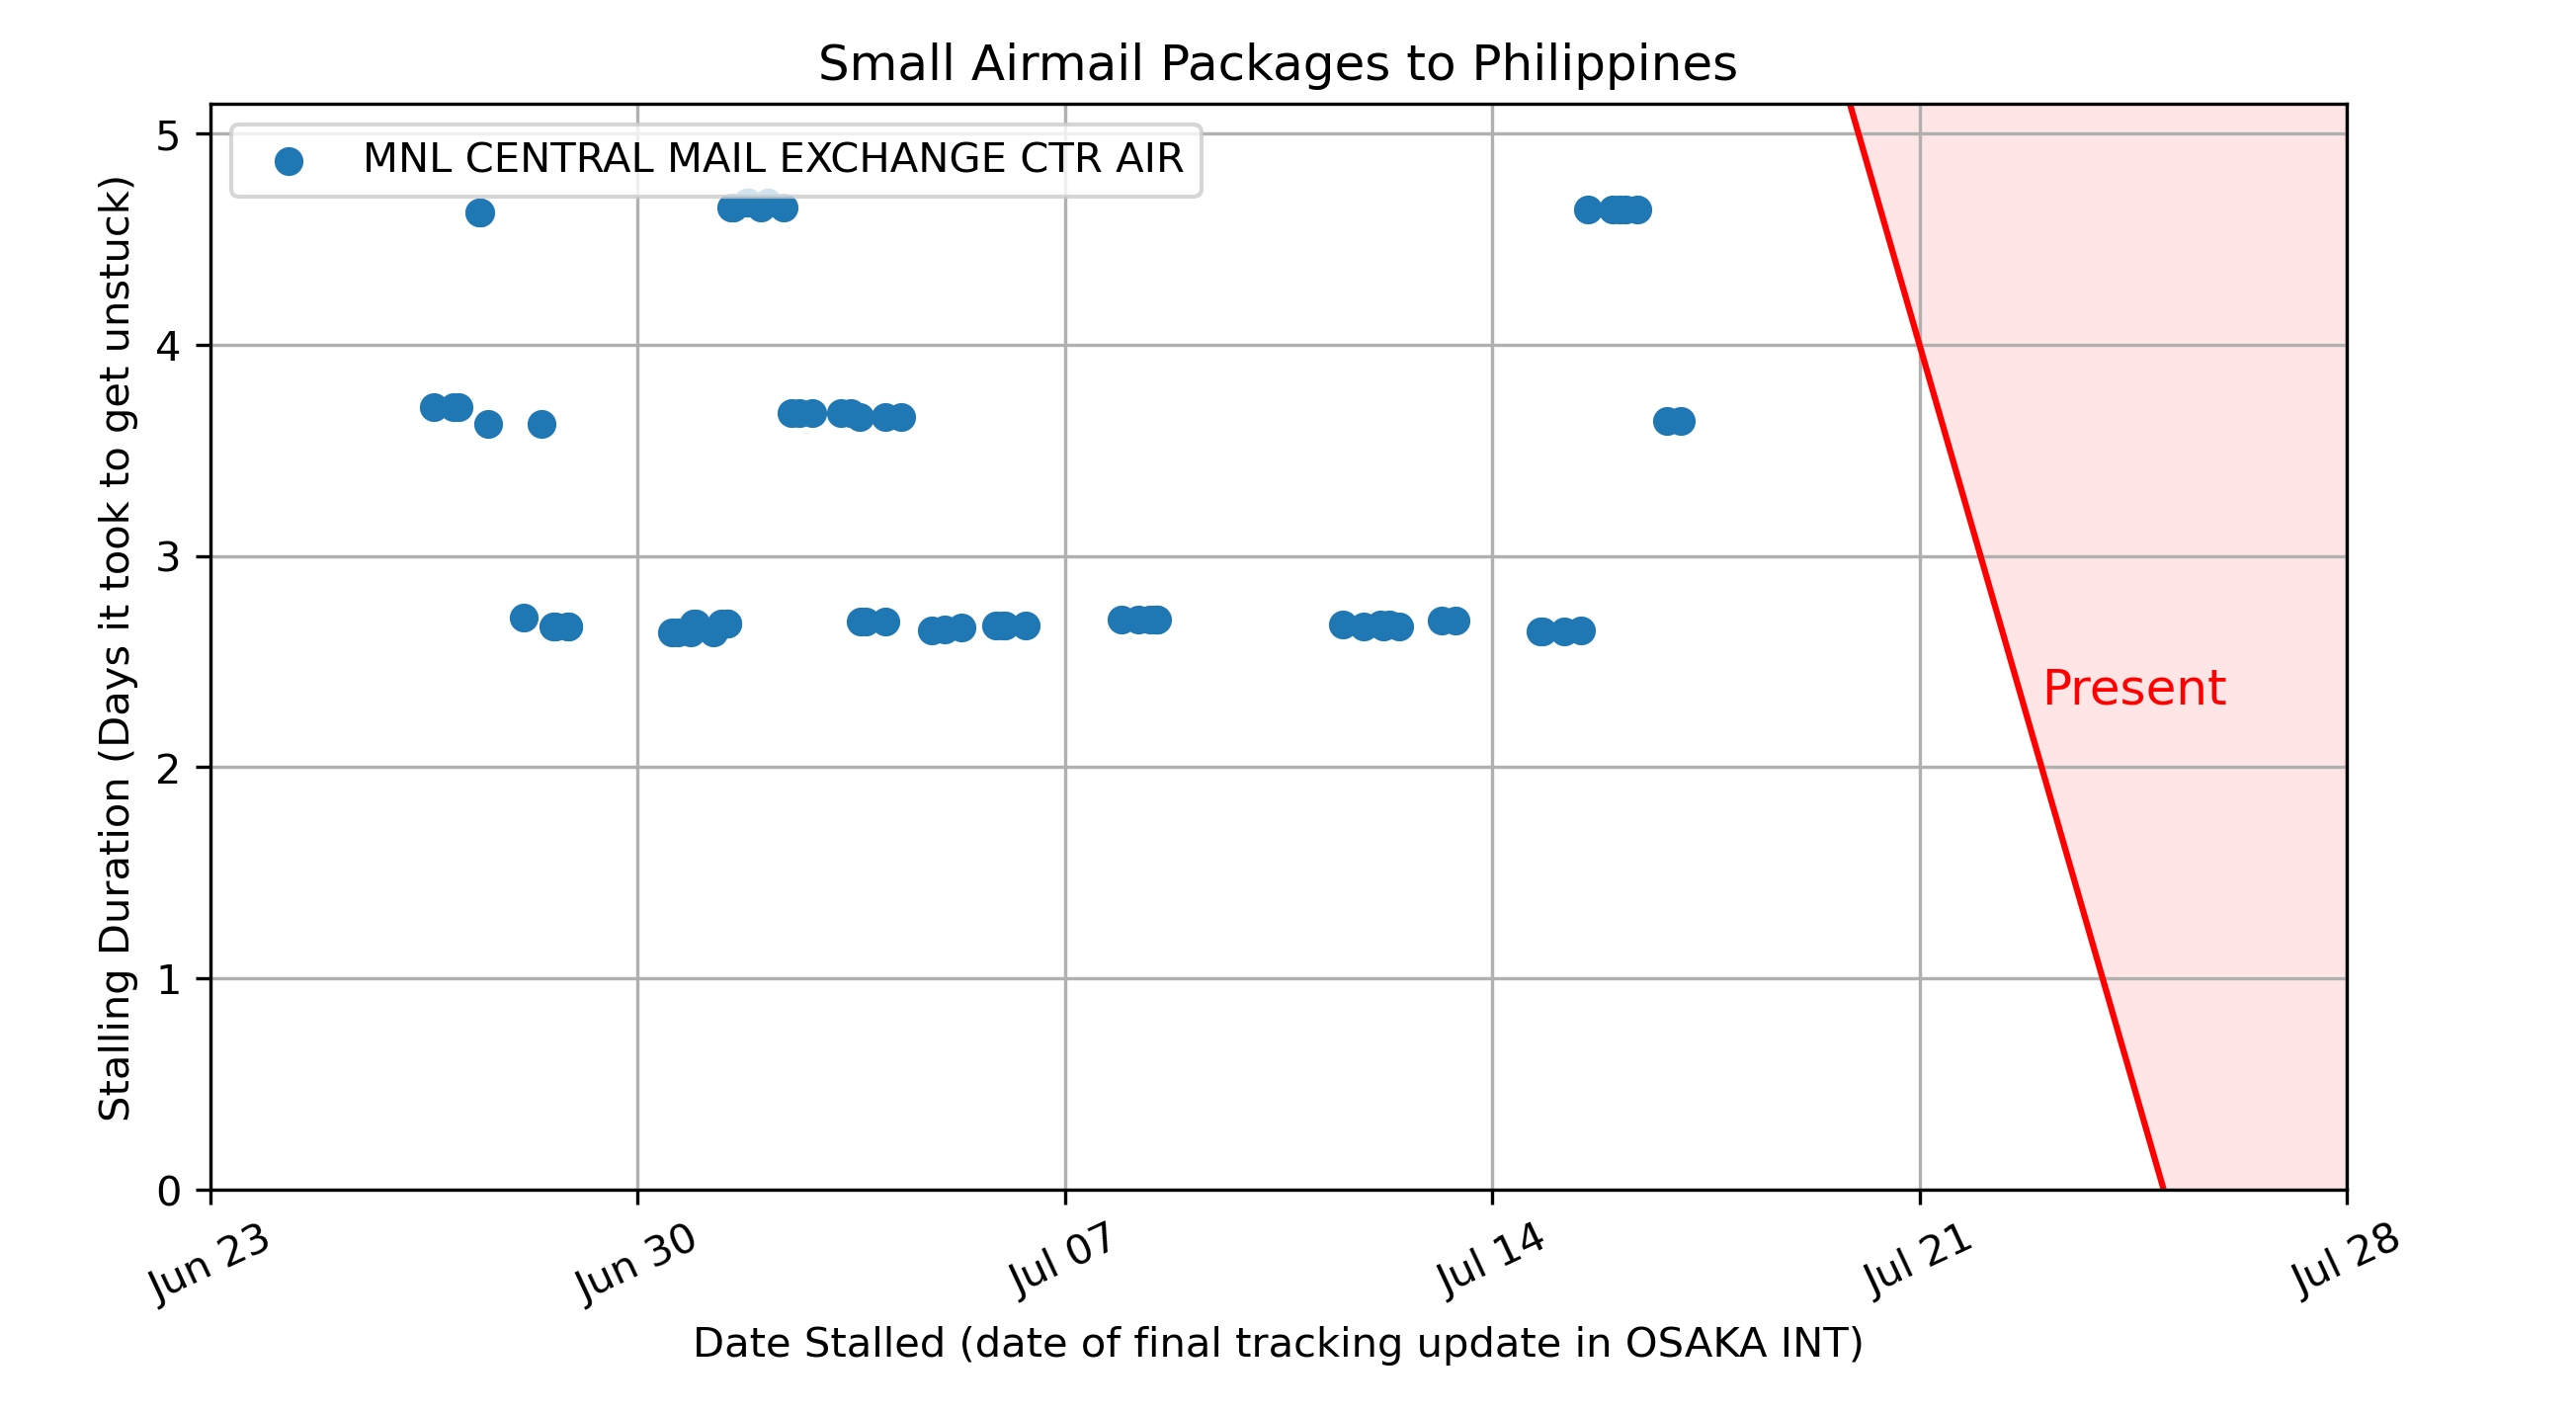 Small Airmail Packages to Philippines
MNL CENTRAL MAIL EXCHANGE CTR AIR
Stalling Duration (Days it took to get unstuck)
5
4
3
2
1
0
Present
Jun 23
Jun 30
Jul 07
Jul 14
Jul 21
Jul 28
Date Stalled (date of final tracking update in OSAKA INT)